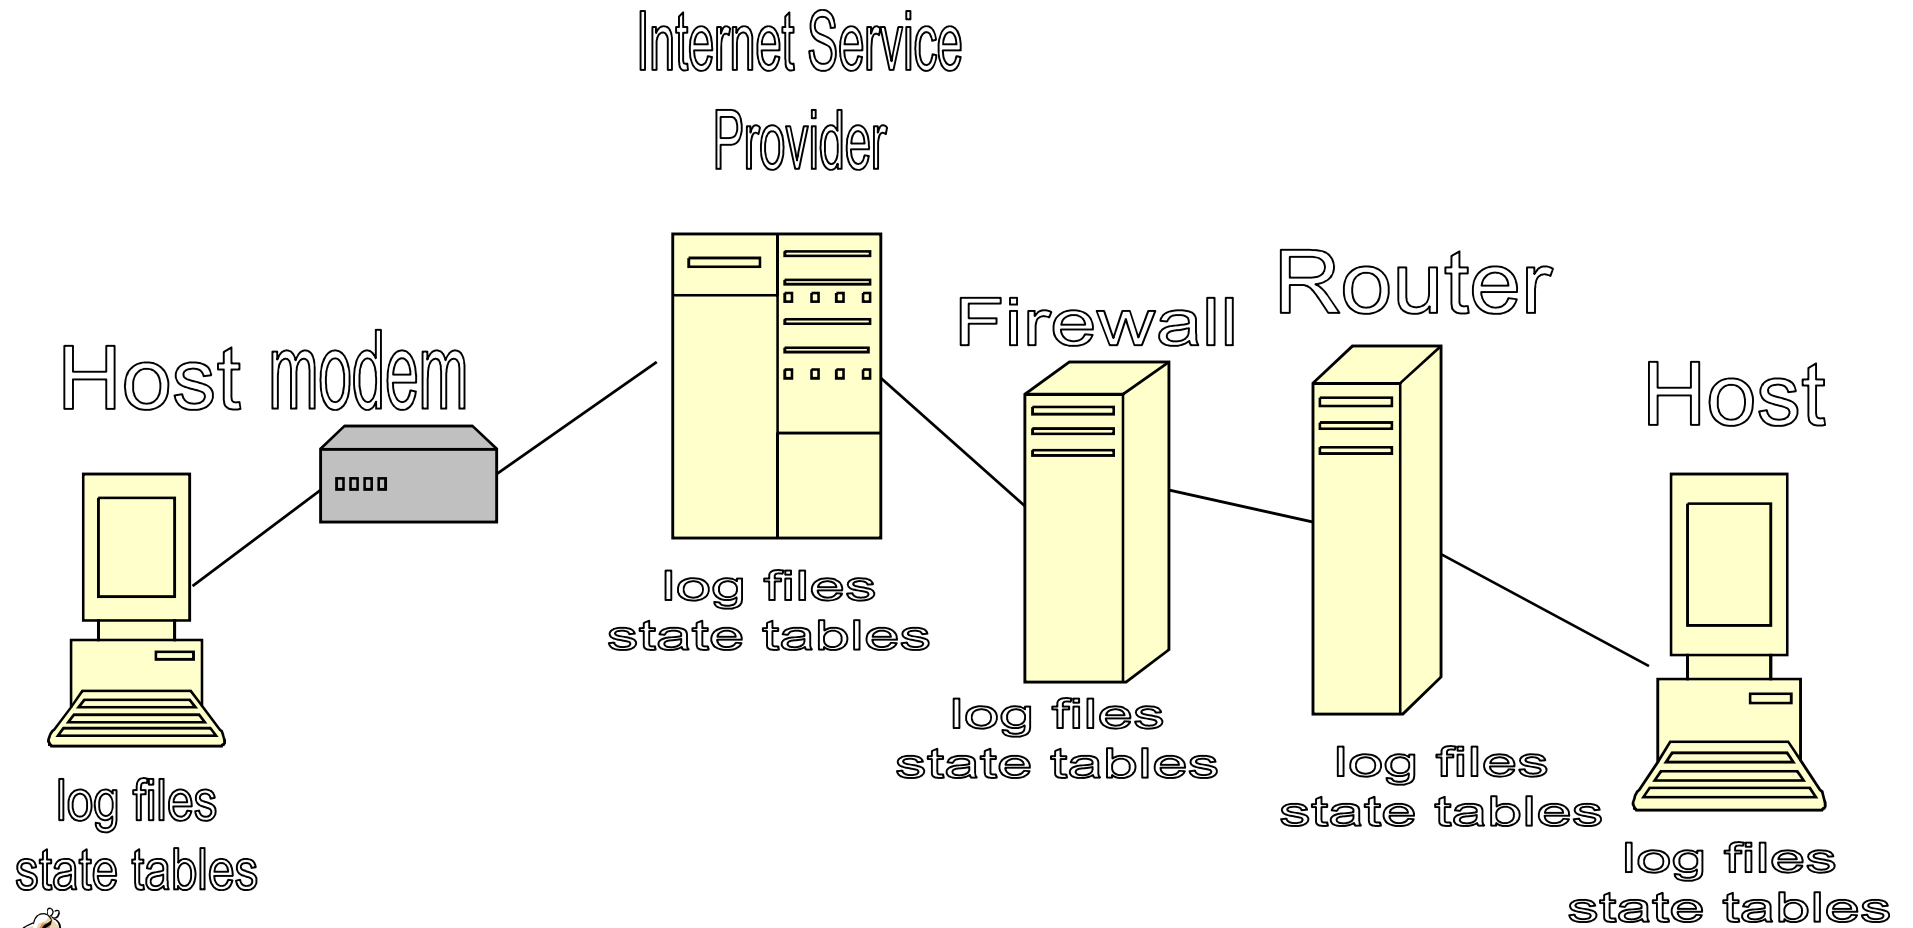 Internet Service
Provider
Host
modem
Firewall
Router
Host
log files
state tables
log files
state tables
log files
state tables
log files
state tables
log files
state tables